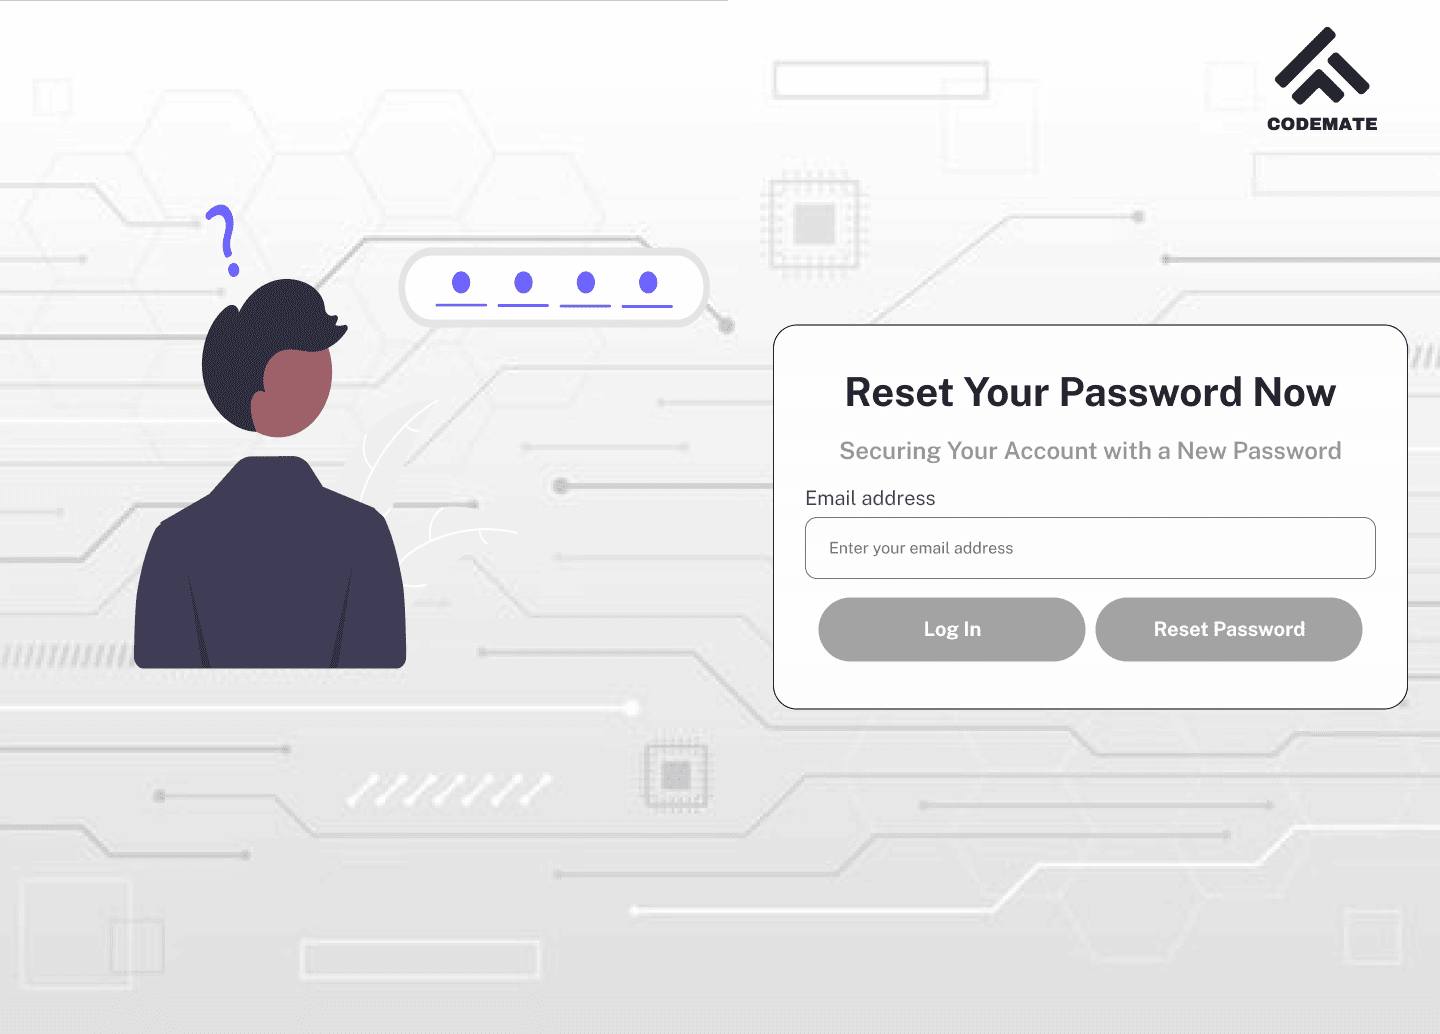 CODEMATE
Reset Your Password Now
Securing Your Account with a New Password
Email address
Enter your email address
Log In
Reset Password